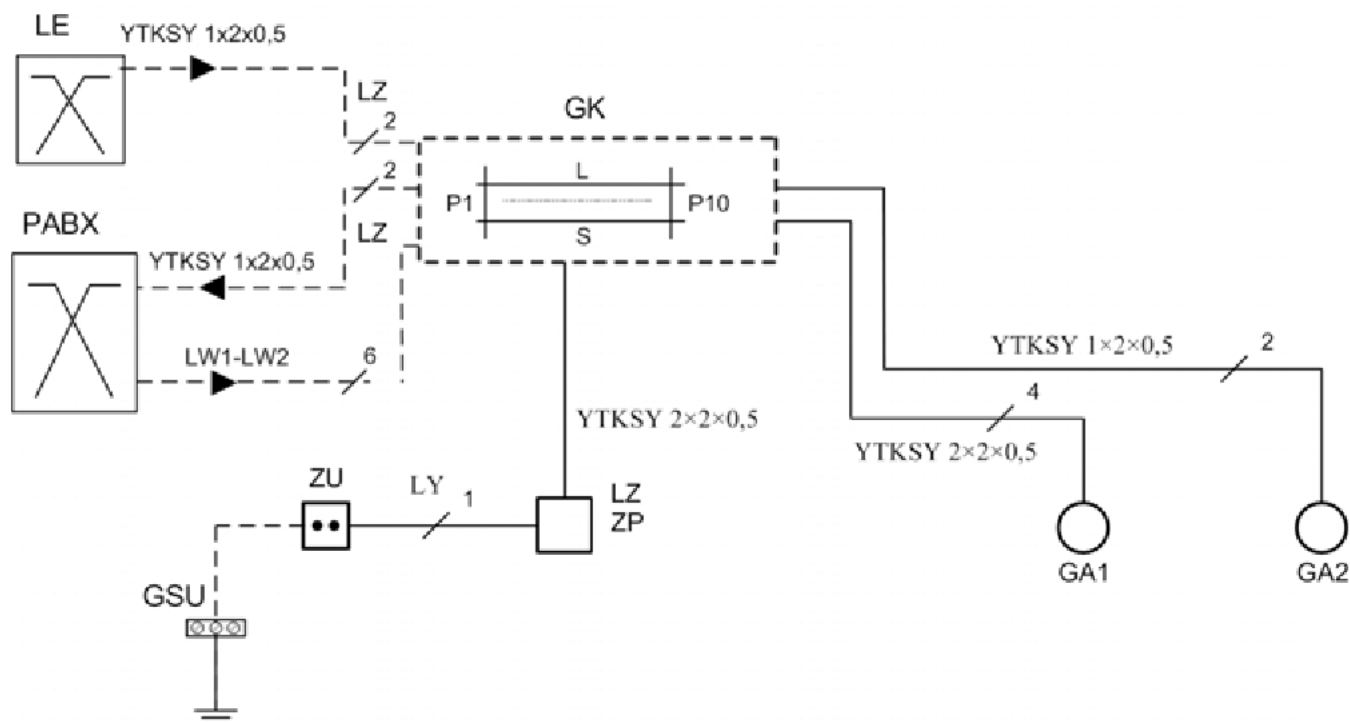 LE
YTKSY 1x2x0,5
LZ
2
GK
2
L
P1
P10
S
PABX
LZ
YTKSY 1x2x0,5
LW1-LW2
6
YTKSY 1×2×0,5
2
4
YTKSY 2×2×0,5
YTKSY 2×2×0,5
ZU
LY
1
LZ
ZP
GA1
GA2
GSU